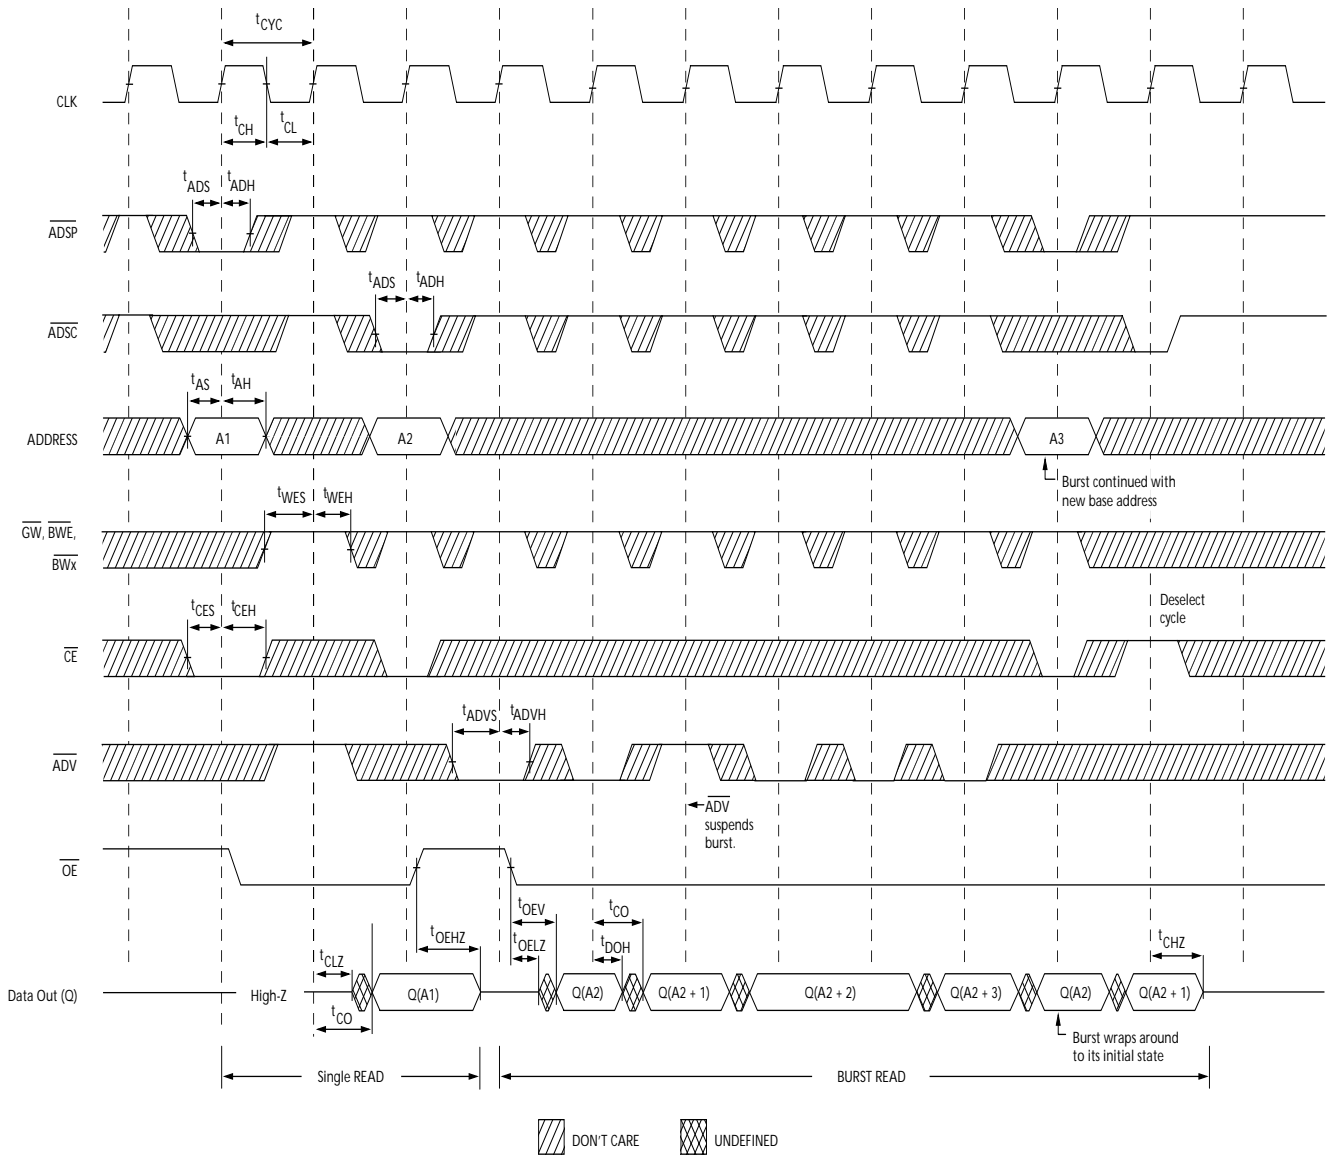 tCYC
CLK
tCH
tCL
tADS
tADH
ADSP
tADS
tADH
ADSC
tAS
tAH
ADDRESS
A1
A2
A3
Burst continued with
new base address
tWES
tWEH
GW, BWE,
BWx
Deselect
cycle
tCES
tCEH
CE
tADVS
tADVH
ADV
ADV
suspends
burst.
OE
tOEHZ
tOEV
tOELZ
tCO
tDOH
tCHZ
tCLZ
Data Out (Q)
High-Z
Q(A1)
Q(A2)
Q(A2 + 1)
Q(A2 + 2)
Q(A2 + 3)
Q(A2)
Q(A2 + 1)
tCO
Burst wraps around
to its initial state
Single READ
BURST READ
DON'T CARE
UNDEFINED